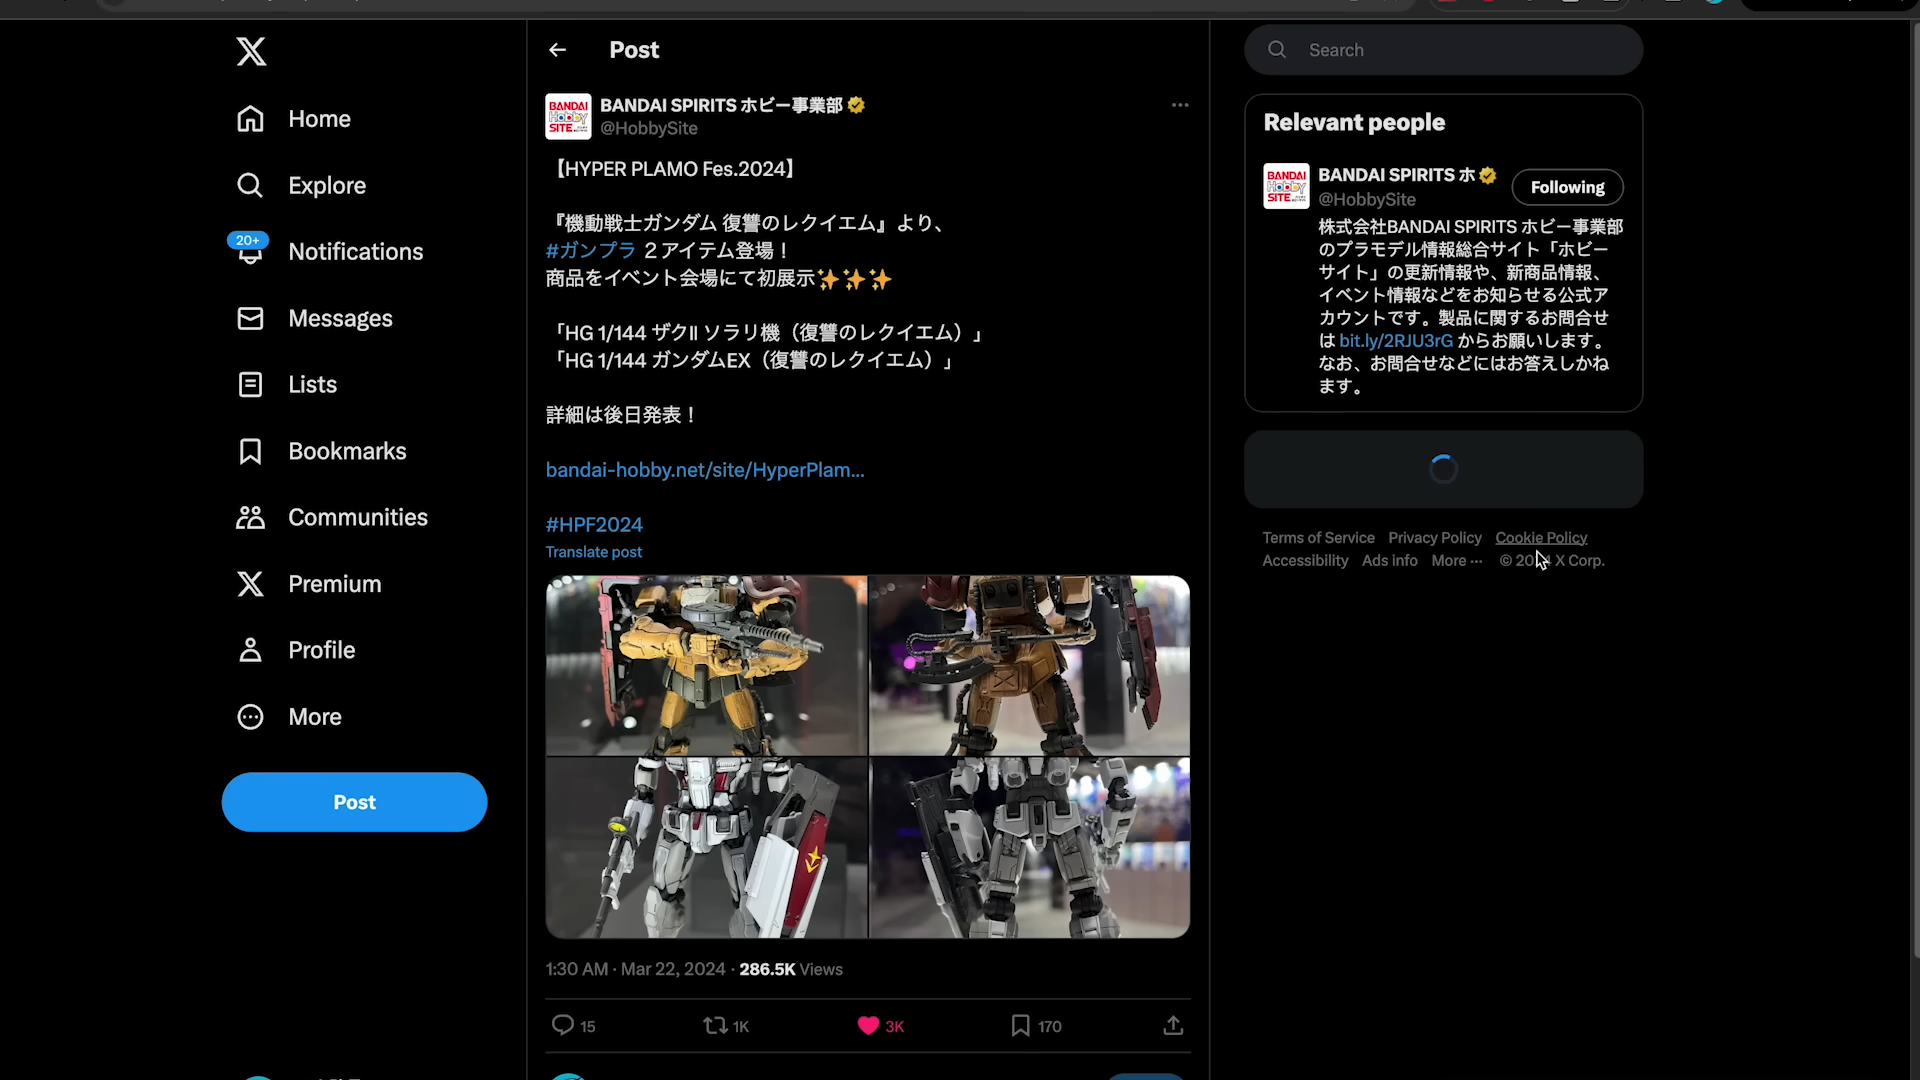 Home
Explore
20+
Notifications
Messages
Lists
Bookmarks
Communities
Premium
Profile
More
Post
Post
BANDAI Hobby SITE
BANDAI SPIRITS ホビー事業部
@HobbySite
【HYPER PLAMO Fes.2024】
『機動戦士ガンダム 復讐のレクイエム』より、
#ガンプラ 2アイテム登場！
商品をイベント会場にて初展示✨✨✨
「HG 1/144 ザクII ソラリ機（復讐のレクイエム）」
「HG 1/144 ガンダムEX（復讐のレクイエム）」
詳細は後日発表！
bandai-hobby.net/site/HyperPlam...
#HPF2024
Translate post
1:30 AM · Mar 22, 2024 · 286.5K Views
15
1K
3K
170
Search
Relevant people
BANDAI Hobby SITE
BANDAI SPIRITS ホ
@HobbySite
Following
株式会社BANDAI SPIRITS ホビー事業部
のプラモデル情報総合サイト「ホビー
サイト」の更新情報や、新商品情報、
イベント情報などをお知らせる公式ア
カウントです。製品に関するお問合せ
は bit.ly/2RJU3rG からお願いします。
なお、お問合せなどにはお答えしかね
ます。
Terms of Service Privacy Policy Cookie Policy
Accessibility Ads info More ··· © X Corp.